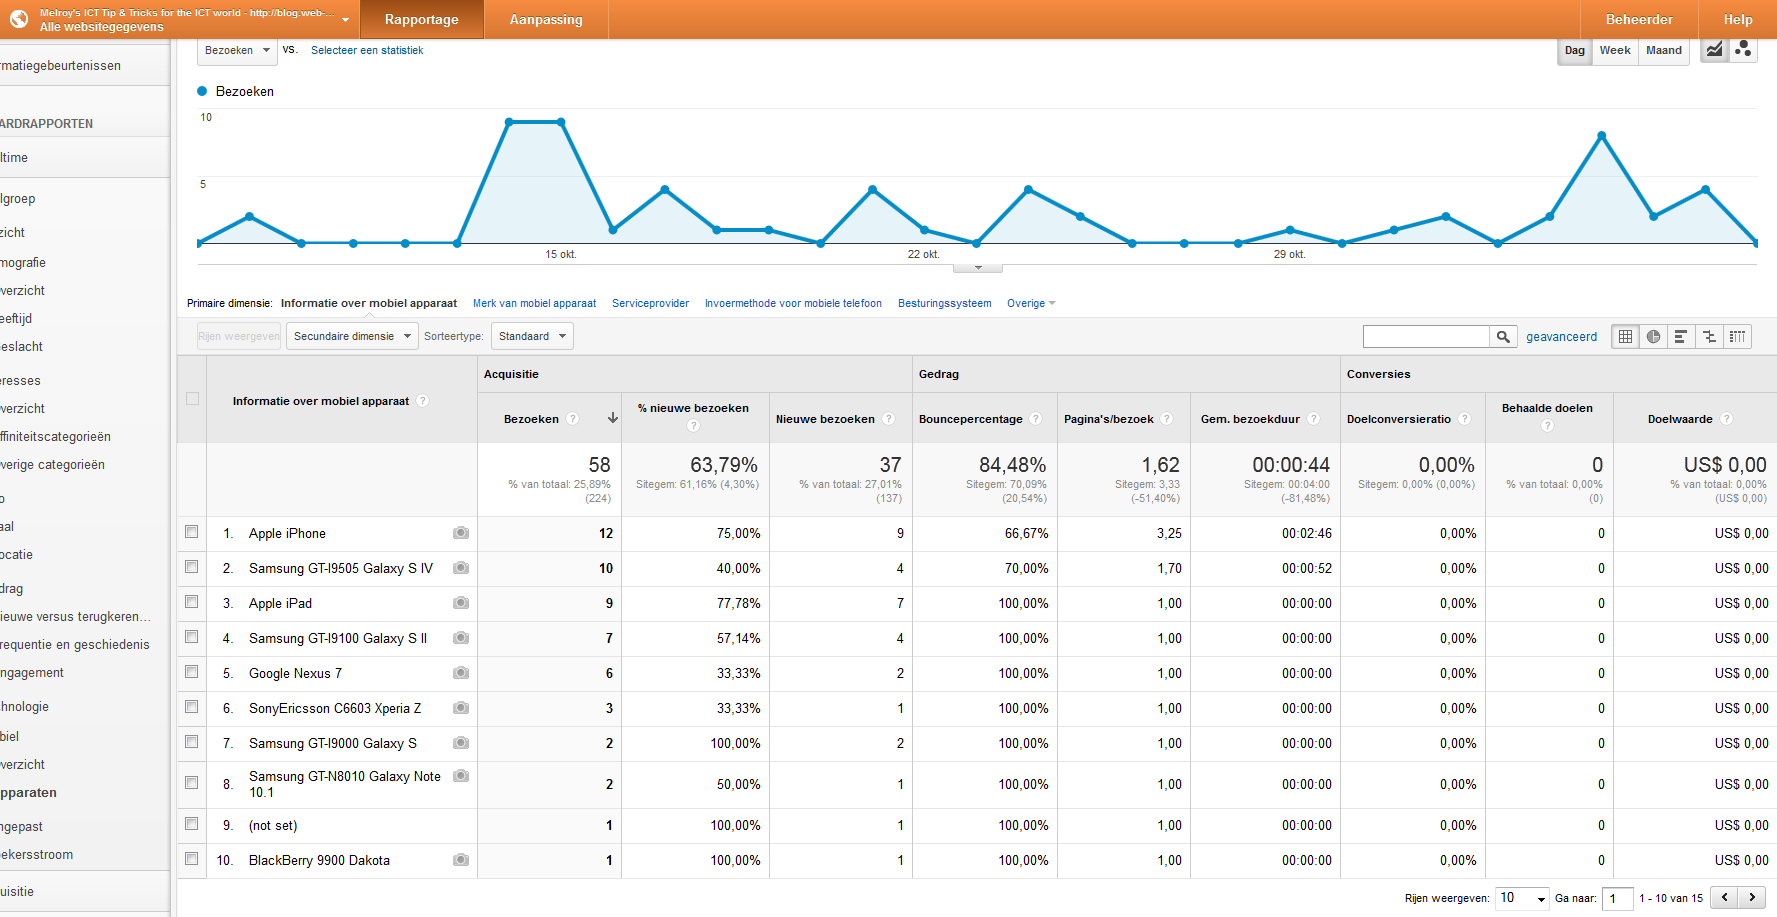 Melroy's ICT Tip & Tricks for the ICT world - http://blog.web-...
Alle websitegegevens
Rapportage
Aanpassing
Beheerder
Help
rmatiegebeurtenissen
ARDRAPPORTEN
ltime
lgroep
zicht
mografie
verzicht
eeftijd
eslacht
eresses
verzicht
ffiniteitscategorieën
verige categorieën
o
aal
ocatie
drag
ieuwe versus terugkeren...
requentie en geschiedenis
ngagement
chnologie
biel
verzicht
pparaten
ngepast
ekersstroom
uisitie
Bezoeken vs. Selecteer een statistiek
Dag Week Maand
Bezoeken
10
5
15 okt. 22 okt. 29 okt.
Primaire dimensie: Informatie over mobiel apparaat Merk van mobiel apparaat Serviceprovider Invoermethode voor mobiele telefoon Besturingssysteem Overige
Rijen weergeven Secundaire dimensie Sorteertype: Standaard geavanceerd
Informatie over mobiel apparaat ?
Acquisitie Gedrag Conversies
Bezoeken ? % nieuwe bezoeken ? Nieuwe bezoeken ? Bouncepercentage ? Pagina's/bezoek ? Gem. bezoekduur ? Doelconversieratio ? Behaalde doelen ? Doelwaarde ?
58 63,79% 37 84,48% 1,62 00:00:44 0,00% 0 US$ 0,00
% van totaal: 25,89% Sitegem: 61,16% (4,30%) % van totaal: 27,01% Sitegem: 70,09% Sitegem: 3,33 Sitegem: 00:04:00 Sitegem: 0,00% (0,00%) % van totaal: 0,00% % van totaal: 0,00%
(224) (137) (20,54%) (-51,40%) (-81,48%) (0) (US$ 0,00)
1. Apple iPhone 12 75,00% 9 66,67% 3,25 00:02:46 0,00% 0 US$ 0,00
2. Samsung GT-I9505 Galaxy S IV 10 40,00% 4 70,00% 1,70 00:00:52 0,00% 0 US$ 0,00
3. Apple iPad 9 77,78% 7 100,00% 1,00 00:00:00 0,00% 0 US$ 0,00
4. Samsung GT-I9100 Galaxy S II 7 57,14% 4 100,00% 1,00 00:00:00 0,00% 0 US$ 0,00
5. Google Nexus 7 6 33,33% 2 100,00% 1,00 00:00:00 0,00% 0 US$ 0,00
6. SonyEricsson C6603 Xperia Z 3 33,33% 1 100,00% 1,00 00:00:00 0,00% 0 US$ 0,00
7. Samsung GT-I9000 Galaxy S 2 100,00% 2 100,00% 1,00 00:00:00 0,00% 0 US$ 0,00
8. Samsung GT-N8010 Galaxy Note
10.1 2 50,00% 1 100,00% 1,00 00:00:00 0,00% 0 US$ 0,00
9. (not set) 1 100,00% 1 100,00% 1,00 00:00:00 0,00% 0 US$ 0,00
10. BlackBerry 9900 Dakota 1 100,00% 1 100,00% 1,00 00:00:00 0,00% 0 US$ 0,00
Rijen weergeven: 10 Ga naar: 1 1 - 10 van 15